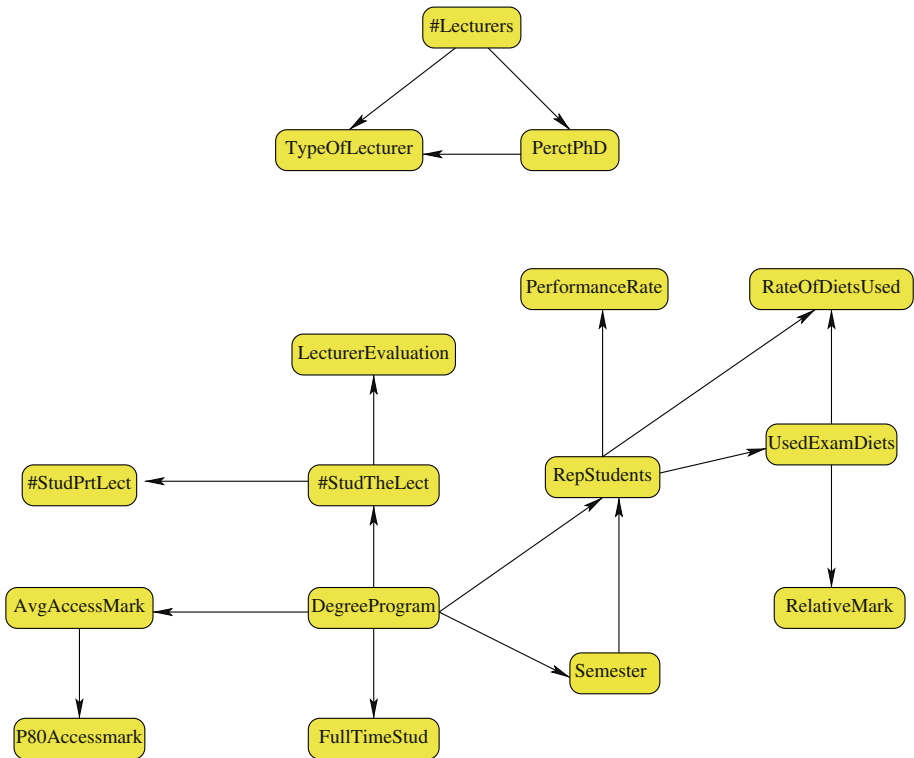 #Lecturers
TypeOfLecturer
PerctPhD
PerformanceRate
RateOfDietsUsed
LecturerEvaluation
UsedExamDiets
#StudPrtLect
#StudTheLect
RepStudents
AvgAccessMark
DegreeProgram
RelativeMark
Semester
P80Accessmark
FullTimeStud